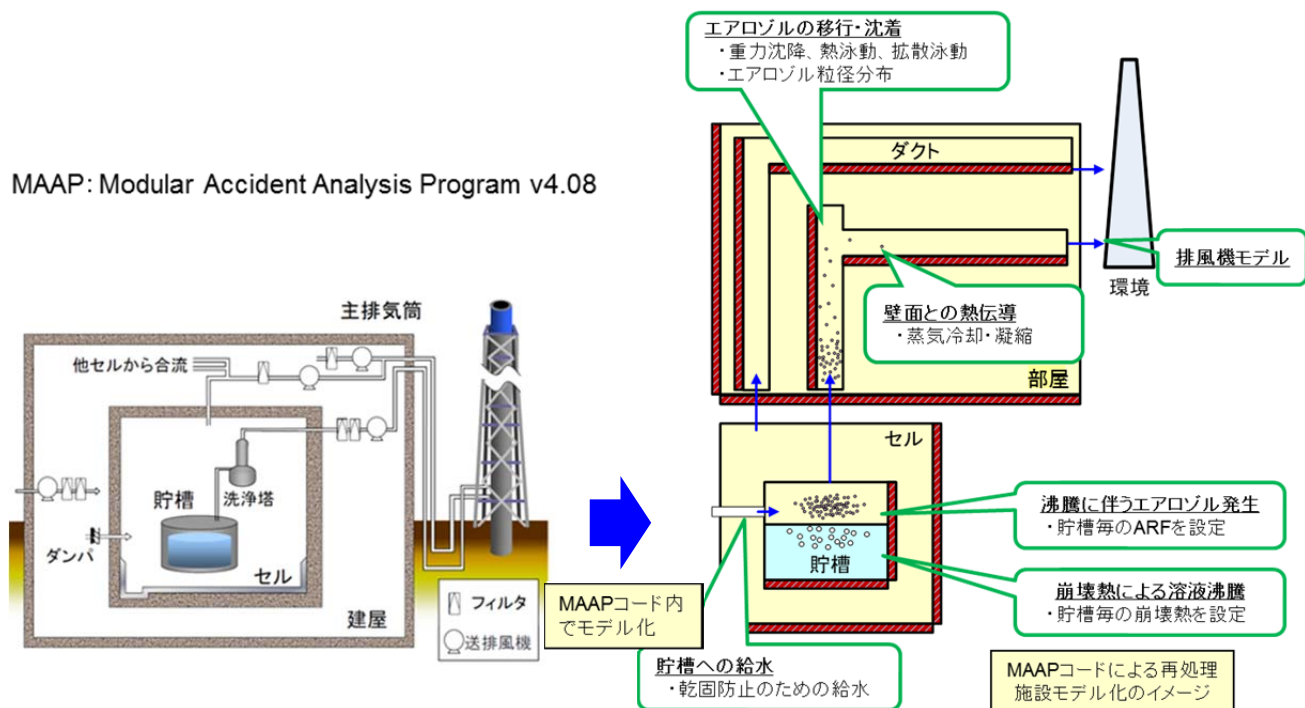 MAAP: Modular Accident Analysis Program v4.08
主排気筒
他セルから合流
貯槽
洗浄塔
ダンパ
セル
建屋
フィルタ
送排風機
エアロゾルの移行・沈着
・重力沈降、熱泳動、拡散泳動
・エアロゾル粒径分布
ダクト
排風機モデル
環境
壁面との熱伝導
・蒸気冷却・凝縮
部屋
セル
貯槽
沸騰に伴うエアロゾル発生
・貯槽毎のARFを設定
崩壊熱による溶液沸騰
・貯槽毎の崩壊熱を設定
MAAPコード内
でモデル化
貯槽への給水
・乾固防止のための給水
MAAPコードによる再処理
施設モデル化のイメージ